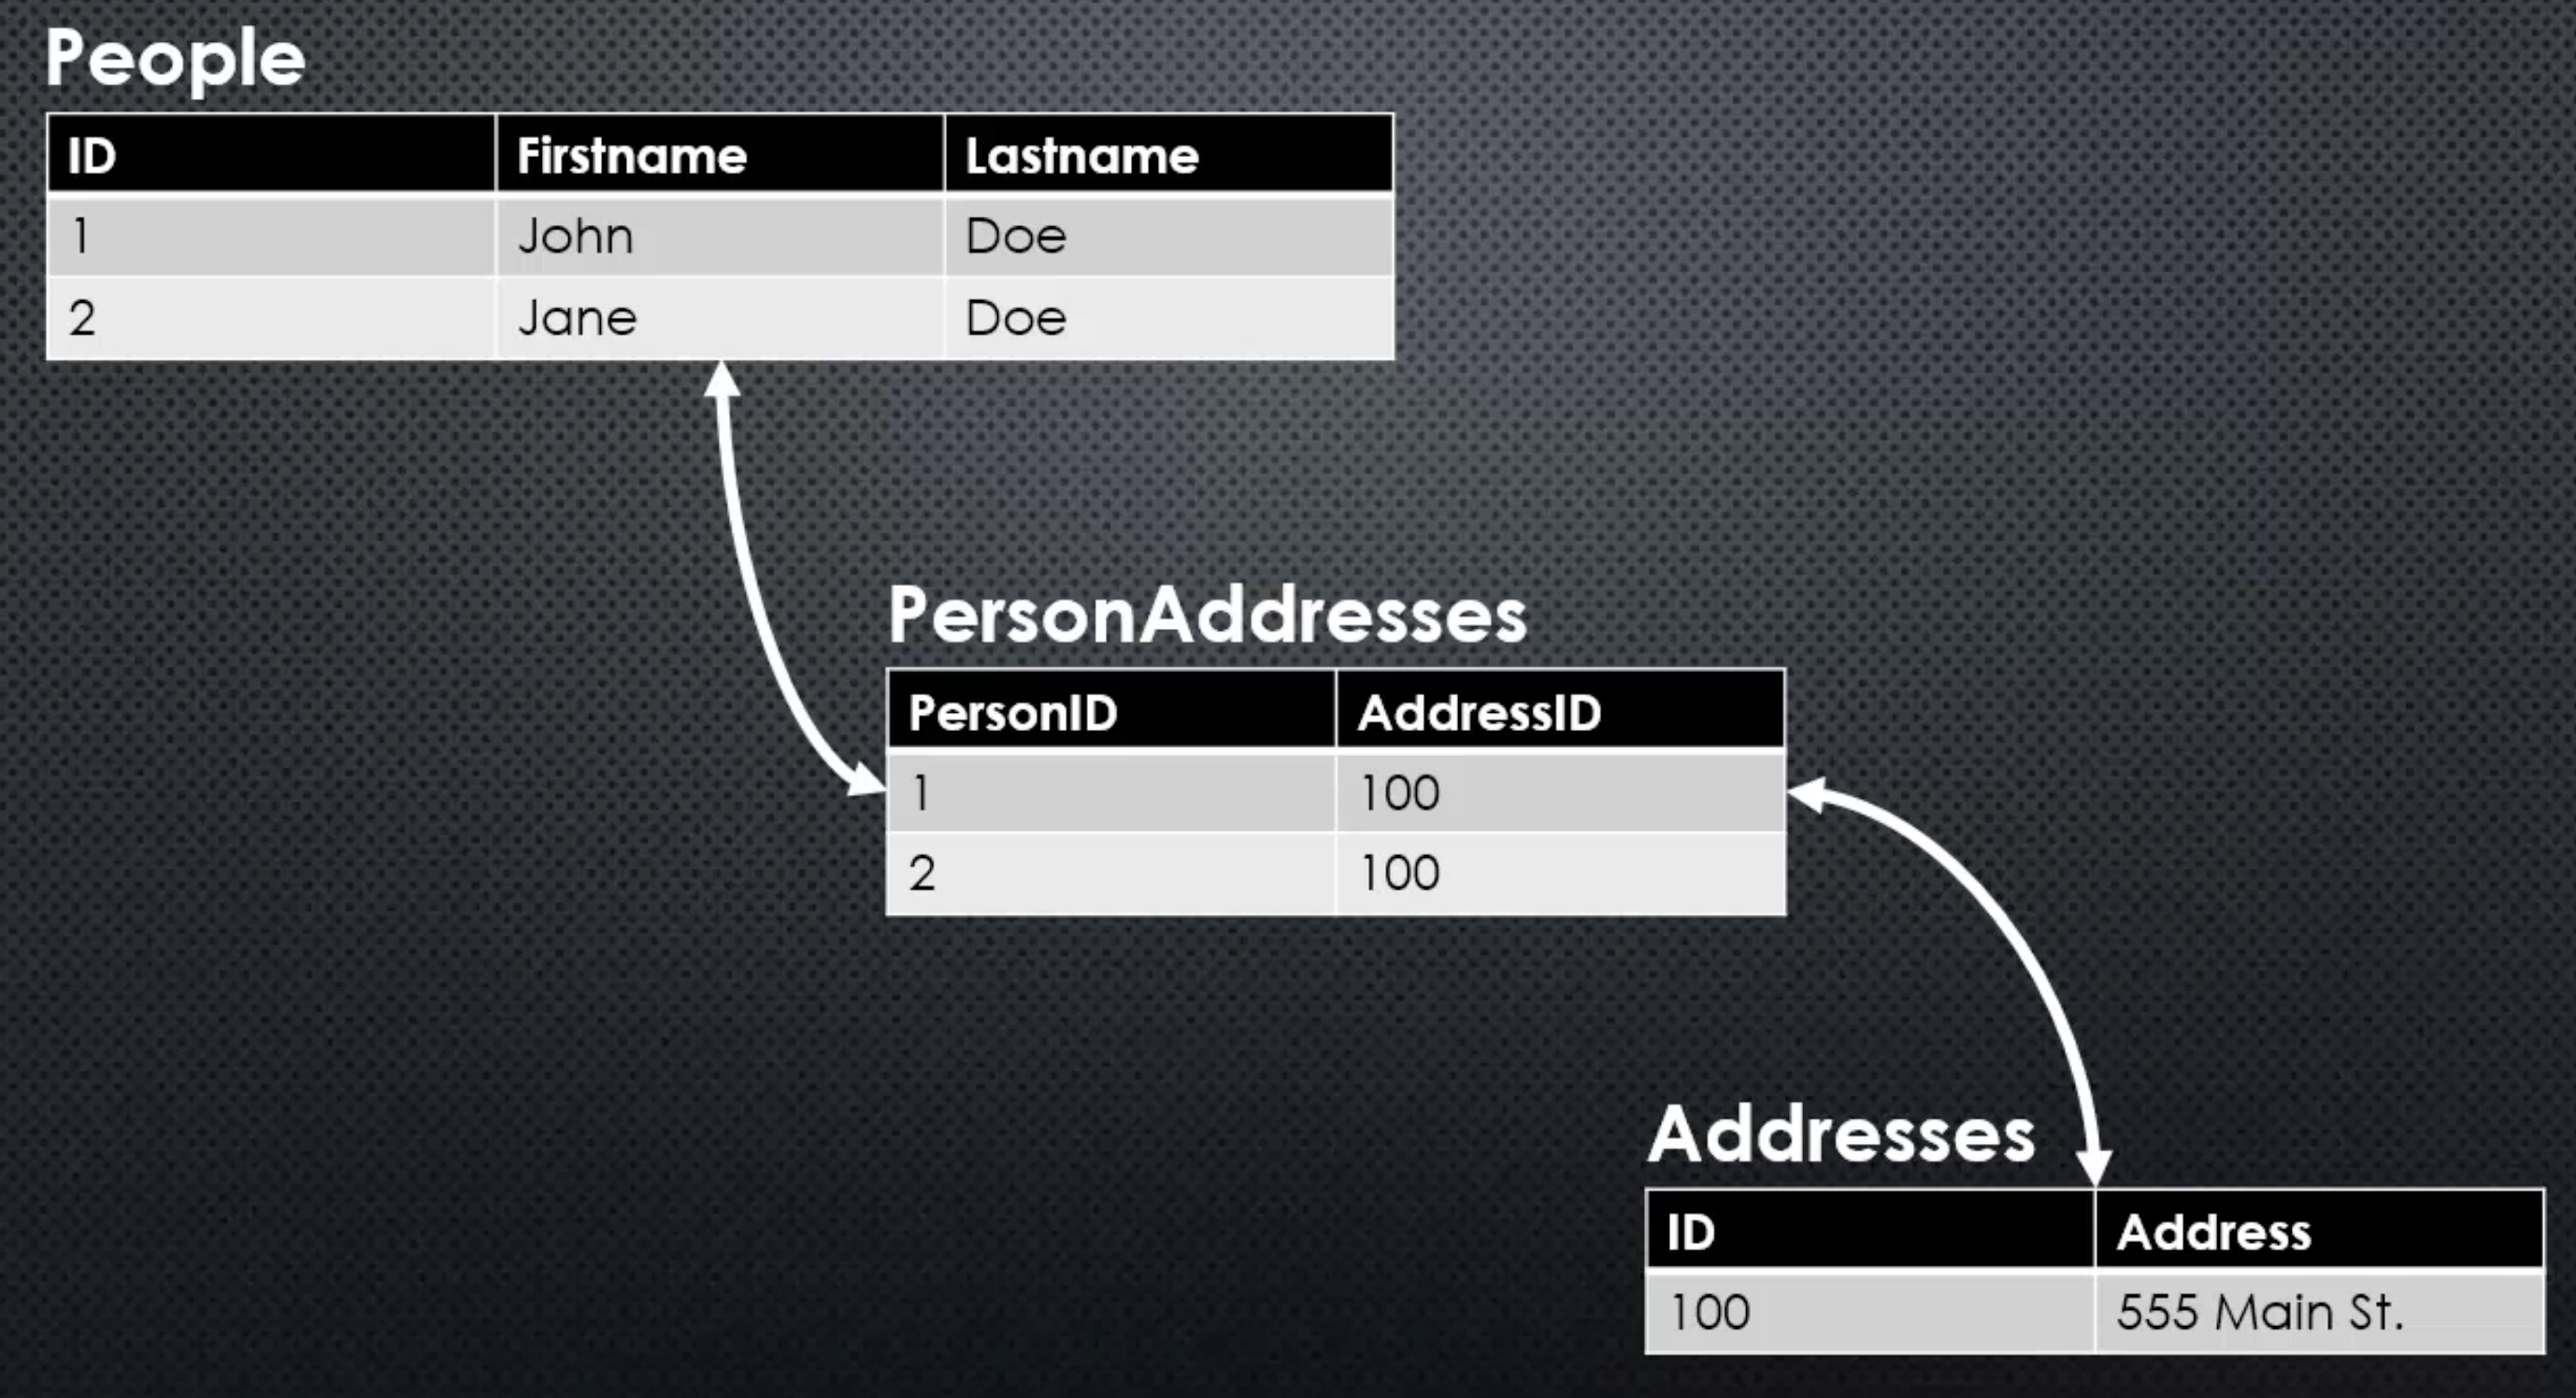 People
ID Firstname Lastname
1 John Doe
2 Jane Doe
PersonAddresses
PersonID AddressID
1 100
2 100
Addresses
ID Address
100 555 Main St.